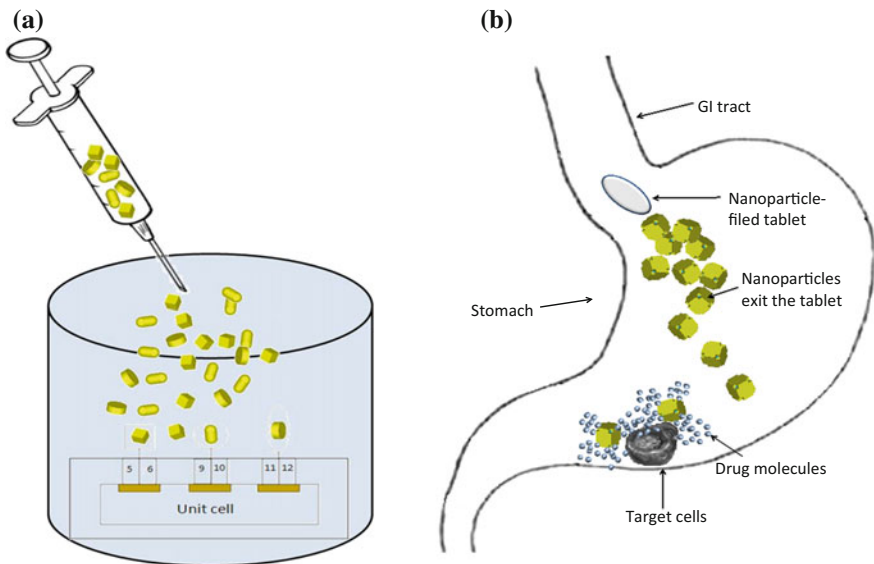 (a)
5 6 9 10 11 12
Unit cell
(b)
GI tract
Nanoparticle-
filed tablet
Nanoparticles
exit the tablet
Stomach
Drug molecules
Target cells